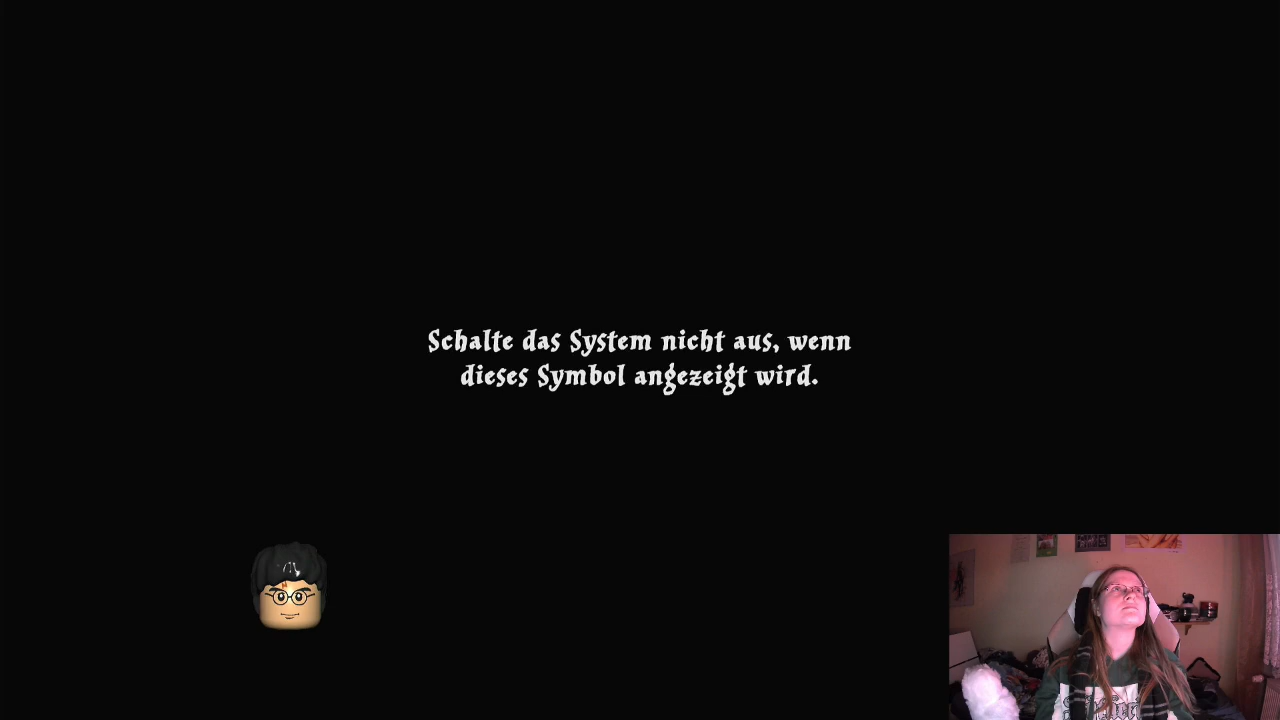 Schalte das System nicht aus, wenn
dieses Symbol angezeigt wird.